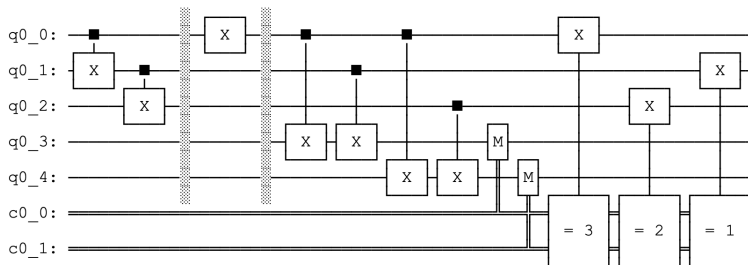 q0_0: X X
q0_1: X X
q0_2: X X
q0_3: X X M
q0_4: X X M
c0_0:
= 3 = 2 = 1
c0_1: